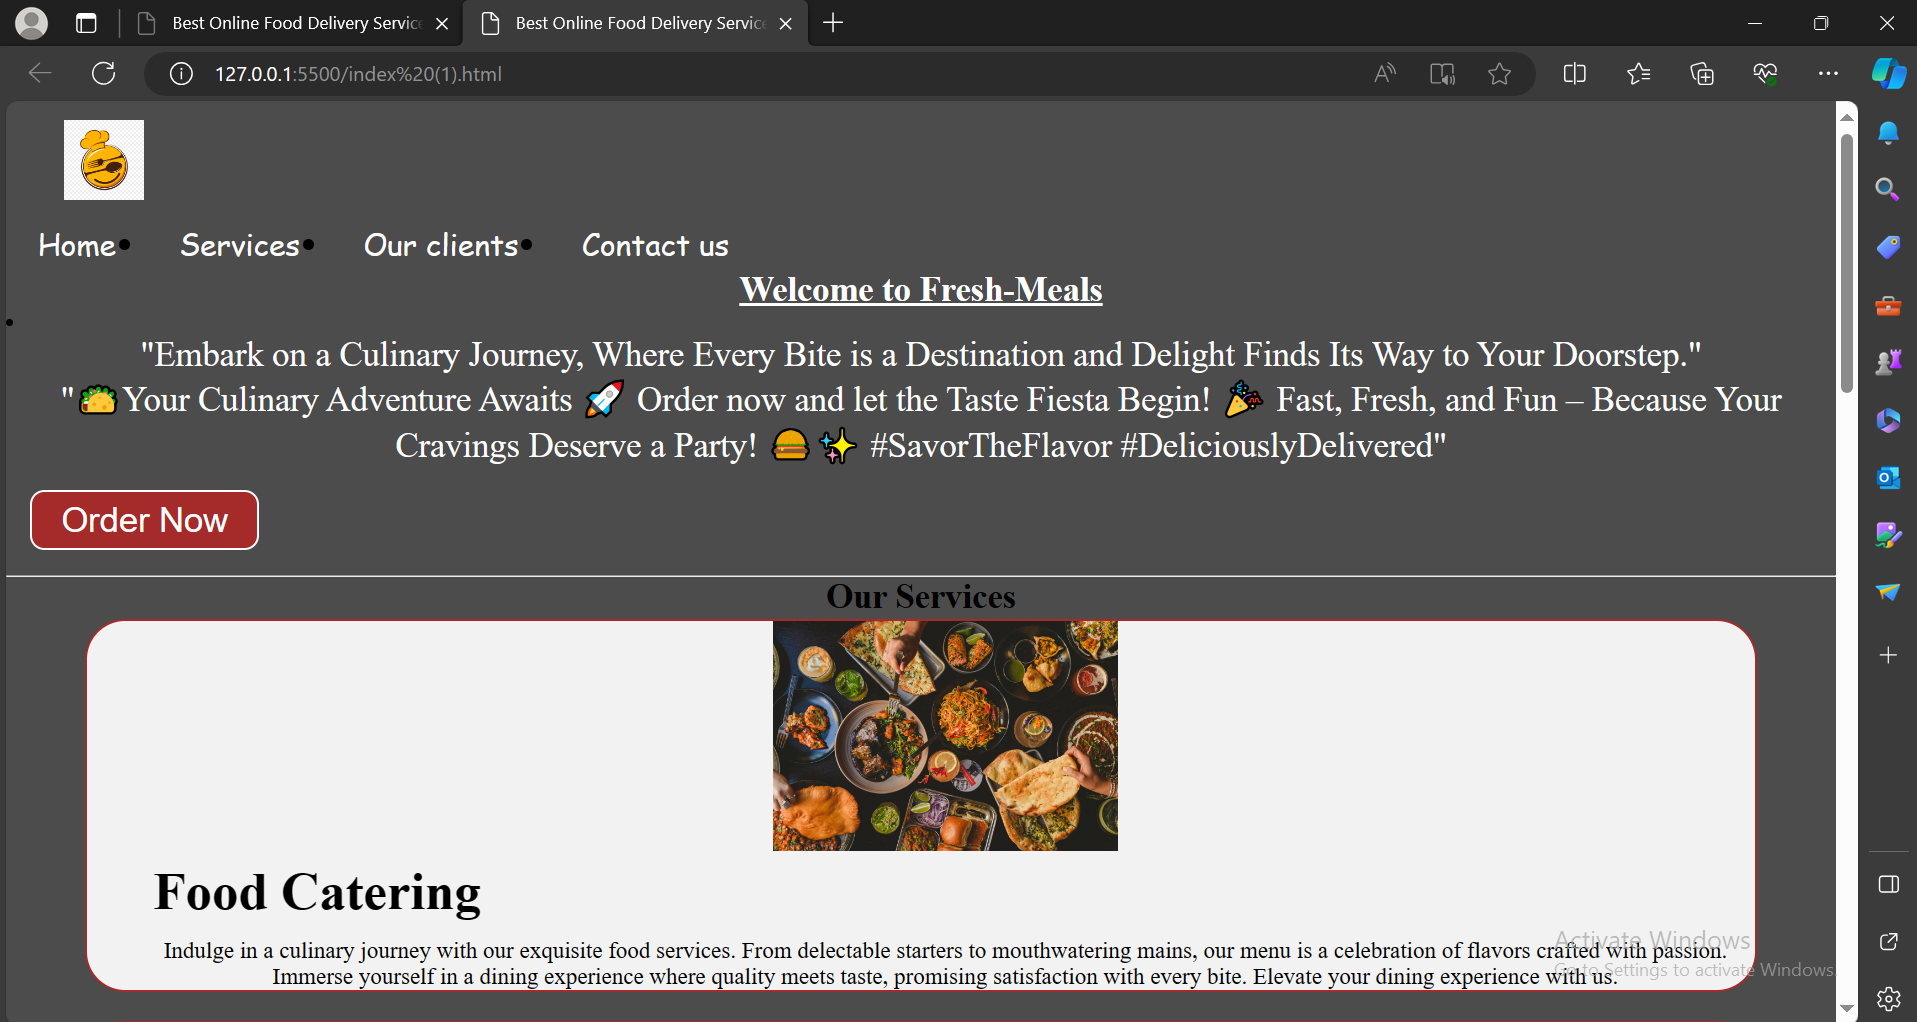 Best Online Food Delivery Service
Best Online Food Delivery Service
127.0.0.1:5500/index%20(1).html
Home• Services• Our clients• Contact us
Welcome to Fresh-Meals
"Embark on a Culinary Journey, Where Every Bite is a Destination and Delight Finds Its Way to Your Doorstep."
"🌮Your Culinary Adventure Awaits 🚀 Order now and let the Taste Fiesta Begin! 🎉 Fast, Fresh, and Fun – Because Your
Cravings Deserve a Party! 🍔✨ #SavorTheFlavor #DeliciouslyDelivered"
Order Now
Our Services
Food Catering
Indulge in a culinary journey with our exquisite food services. From delectable starters to mouthwatering mains, our menu is a celebration of flavors crafted with passion.
Immerse yourself in a dining experience where quality meets taste, promising satisfaction with every bite. Elevate your dining experience with us.
Activate Windows
Go to Settings to activate Windows.